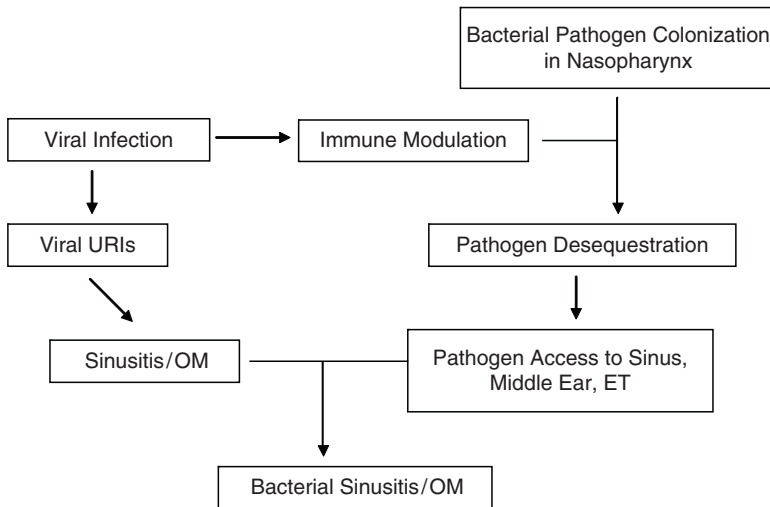 Bacterial Pathogen Colonization
in Nasopharynx
Viral Infection
Immune Modulation
Viral URIs
Pathogen Desequestration
Sinusitis/OM
Pathogen Access to Sinus,
Middle Ear, ET
Bacterial Sinusitis/OM